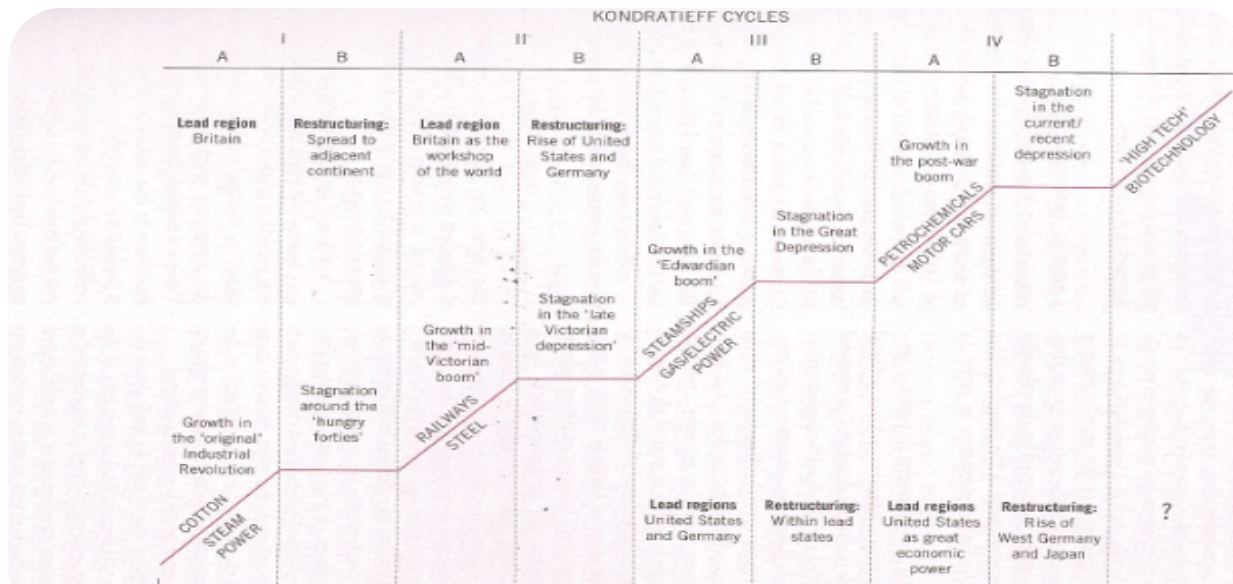 KONDRATIEFF CYCLES
I
II
III
IV
A
B
A
B
A
B
A
B
Lead region
Britain
Restructuring:
Spread to
adjacent
continent
Lead region
Britain as the
workshop
of the world
Restructuring:
Rise of United
States and
Germany
Growth in
the 'original'
Industrial
Revolution
COTTON
STEAM
POWER
Stagnation
around the
'hungry
forties'
Growth in
the 'mid-
Victorian
boom'
RAILWAYS
STEEL
Stagnation
in the 'late
Victorian
depression'
Growth in the
'Edwardian
boom'
STEAMSHIPS
GAS/ELECTRIC
POWER
Stagnation
in the Great
Depression
Growth in
the post-war
boom
PETROCHEMICALS
MOTOR CARS
Stagnation
in the
current/
recent
depression
'HIGH TECH'
BIOTECHNOLOGY
Lead regions
United States
and Germany
Restructuring:
Within lead
states
Lead regions
United States
as great
economic
power
Restructuring:
Rise of
West Germany
and Japan
?